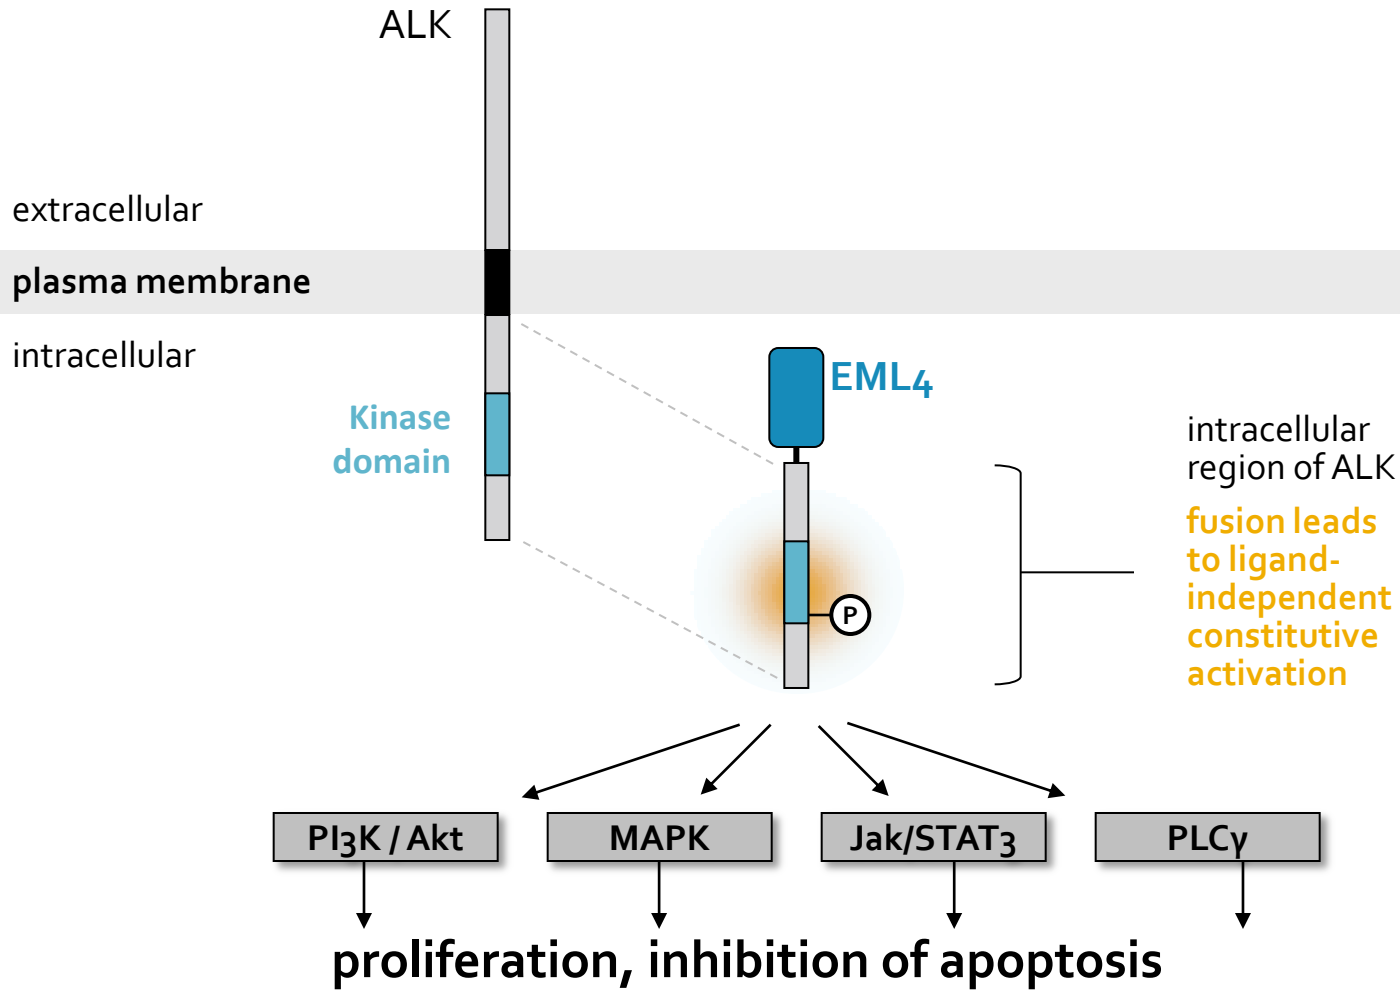 ALK
extracellular
plasma membrane
intracellular
Kinase
domain
EML4
intracellular
region of ALK
fusion leads
to ligand-
independent
constitutive
activation
P
PI3K / Akt
MAPK
Jak/STAT3
PLCγ
proliferation, inhibition of apoptosis